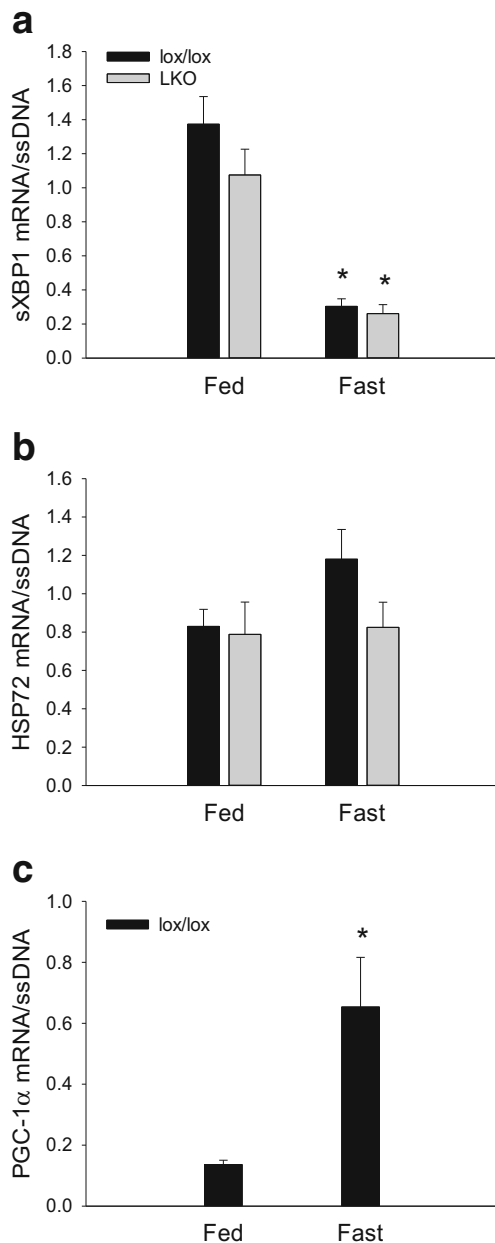 a
lox/lox
LKO
sXBP1 mRNA/ssDNA
1.8
1.6
1.4
1.2
1.0
0.8
0.6
0.4
0.2
0.0
*
*
Fed Fast
b
HSP72 mRNA/ssDNA
1.6
1.4
1.2
1.0
0.8
0.6
0.4
0.2
0.0
Fed Fast
c
lox/lox
PGC-1α mRNA/ssDNA
1.0
0.8
0.6
0.4
0.2
0.0
*
Fed Fast